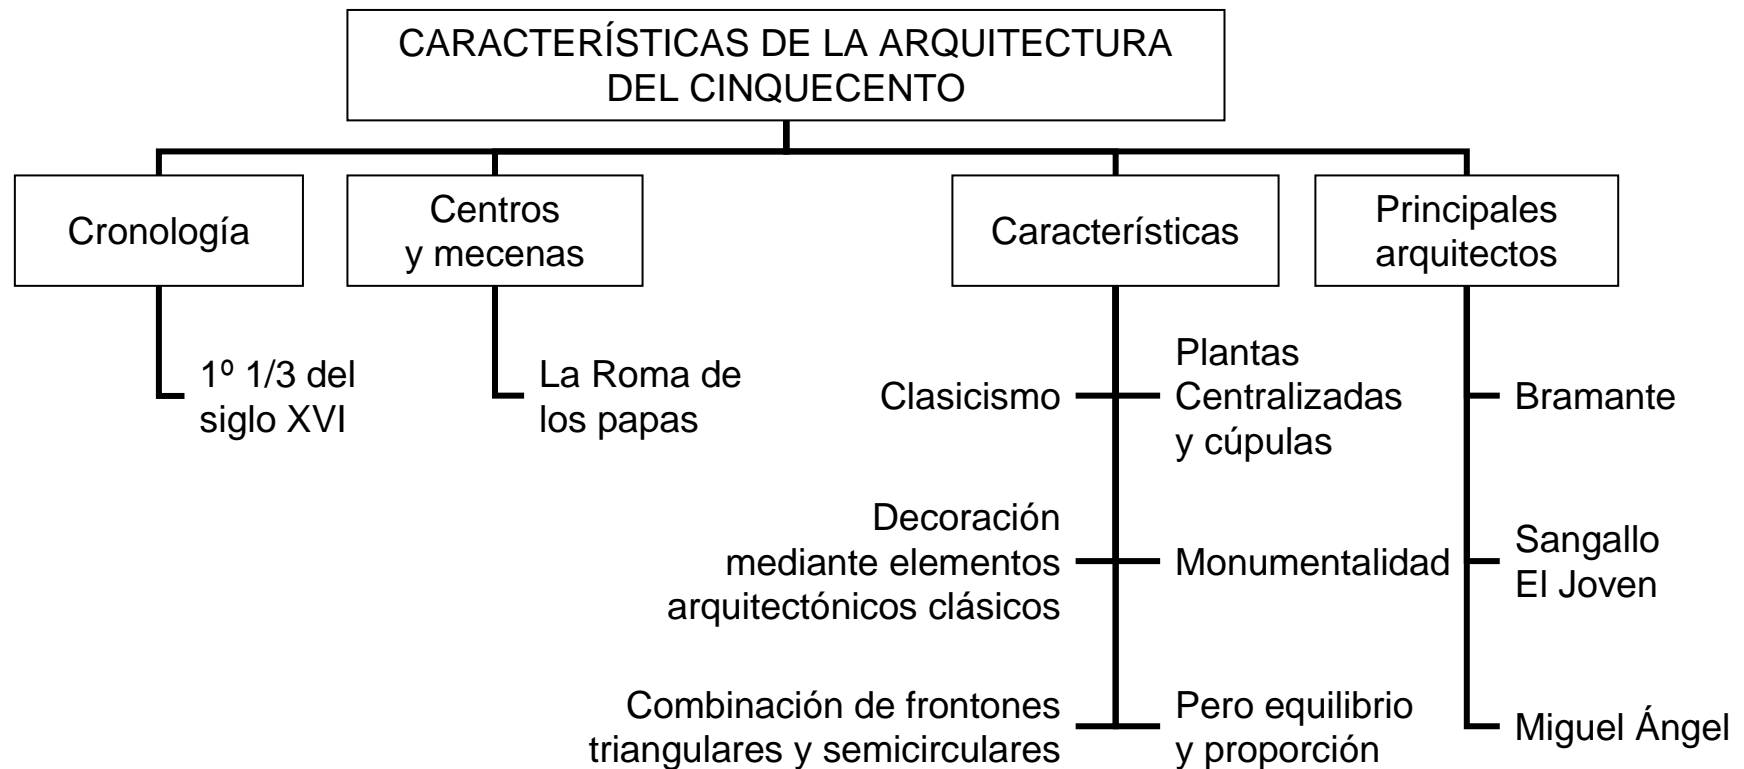 CARACTERÍSTICAS DE LA ARQUITECTURA
DEL CINQUECENTO
Cronología
Centros
y mecenas
Características
Principales
arquitectos
1º 1/3 del
siglo XVI
La Roma de
los papas
Clasicismo
Plantas
Centralizadas
y cúpulas
Bramante
Decoración
mediante elementos
arquitectónicos clásicos
Monumentalidad
Sangallo
El Joven
Combinación de frontones
triangulares y semicirculares
Pero equilibrio
y proporción
Miguel Ángel